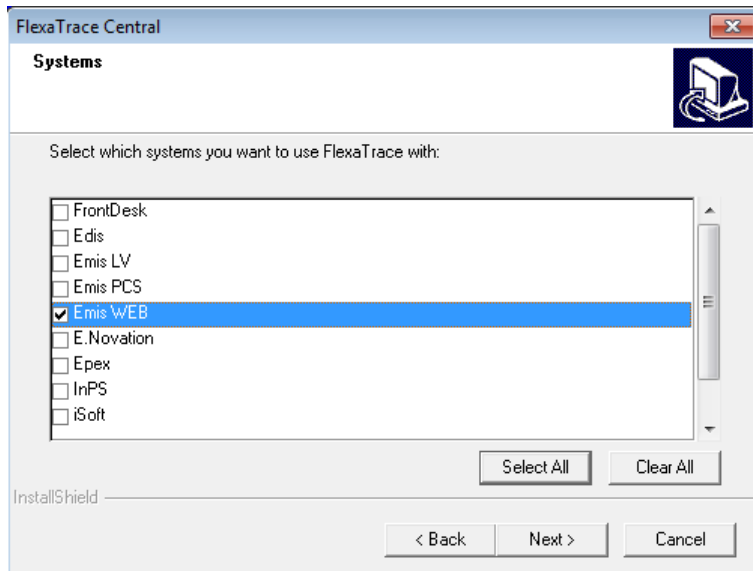 FlexaTrace Central
Systems
Select which systems you want to use FlexaTrace with:
FrontDesk
Edis
Emis LV
Emis PCS
Emis WEB
E.Novation
Epex
InPS
iSoft
Select All Clear All
InstallShield
< Back Next > Cancel